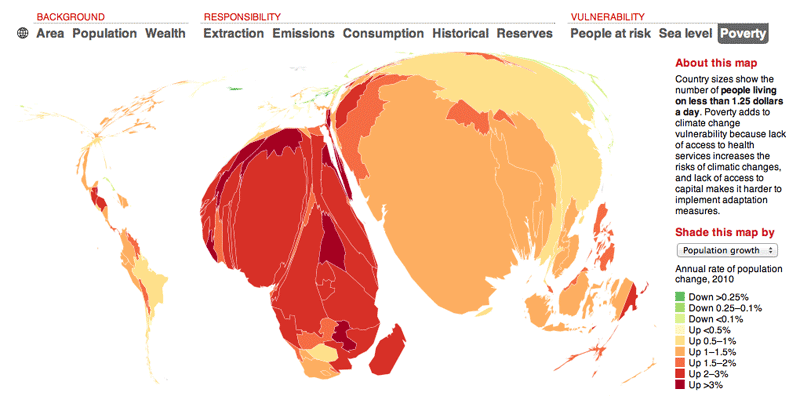 BACKGROUND
RESPONSIBILITY
VULNERABILITY
Area Population Wealth
Extraction Emissions Consumption Historical Reserves
People at risk Sea level Poverty
About this map
Country sizes show the
number of people living
on less than 1.25 dollars
a day. Poverty adds to
climate change
vulnerability because lack
of access to health
services increases the
risks of climatic changes,
and lack of access to
capital makes it harder to
implement adaptation
measures.
Shade this map by
Population growth
Annual rate of population
change, 2010
Down >0.25%
Down 0.25–0.1%
Down <0.1%
Up <0.5%
Up 0.5–1%
Up 1–1.5%
Up 1.5–2%
Up 2–3%
Up >3%